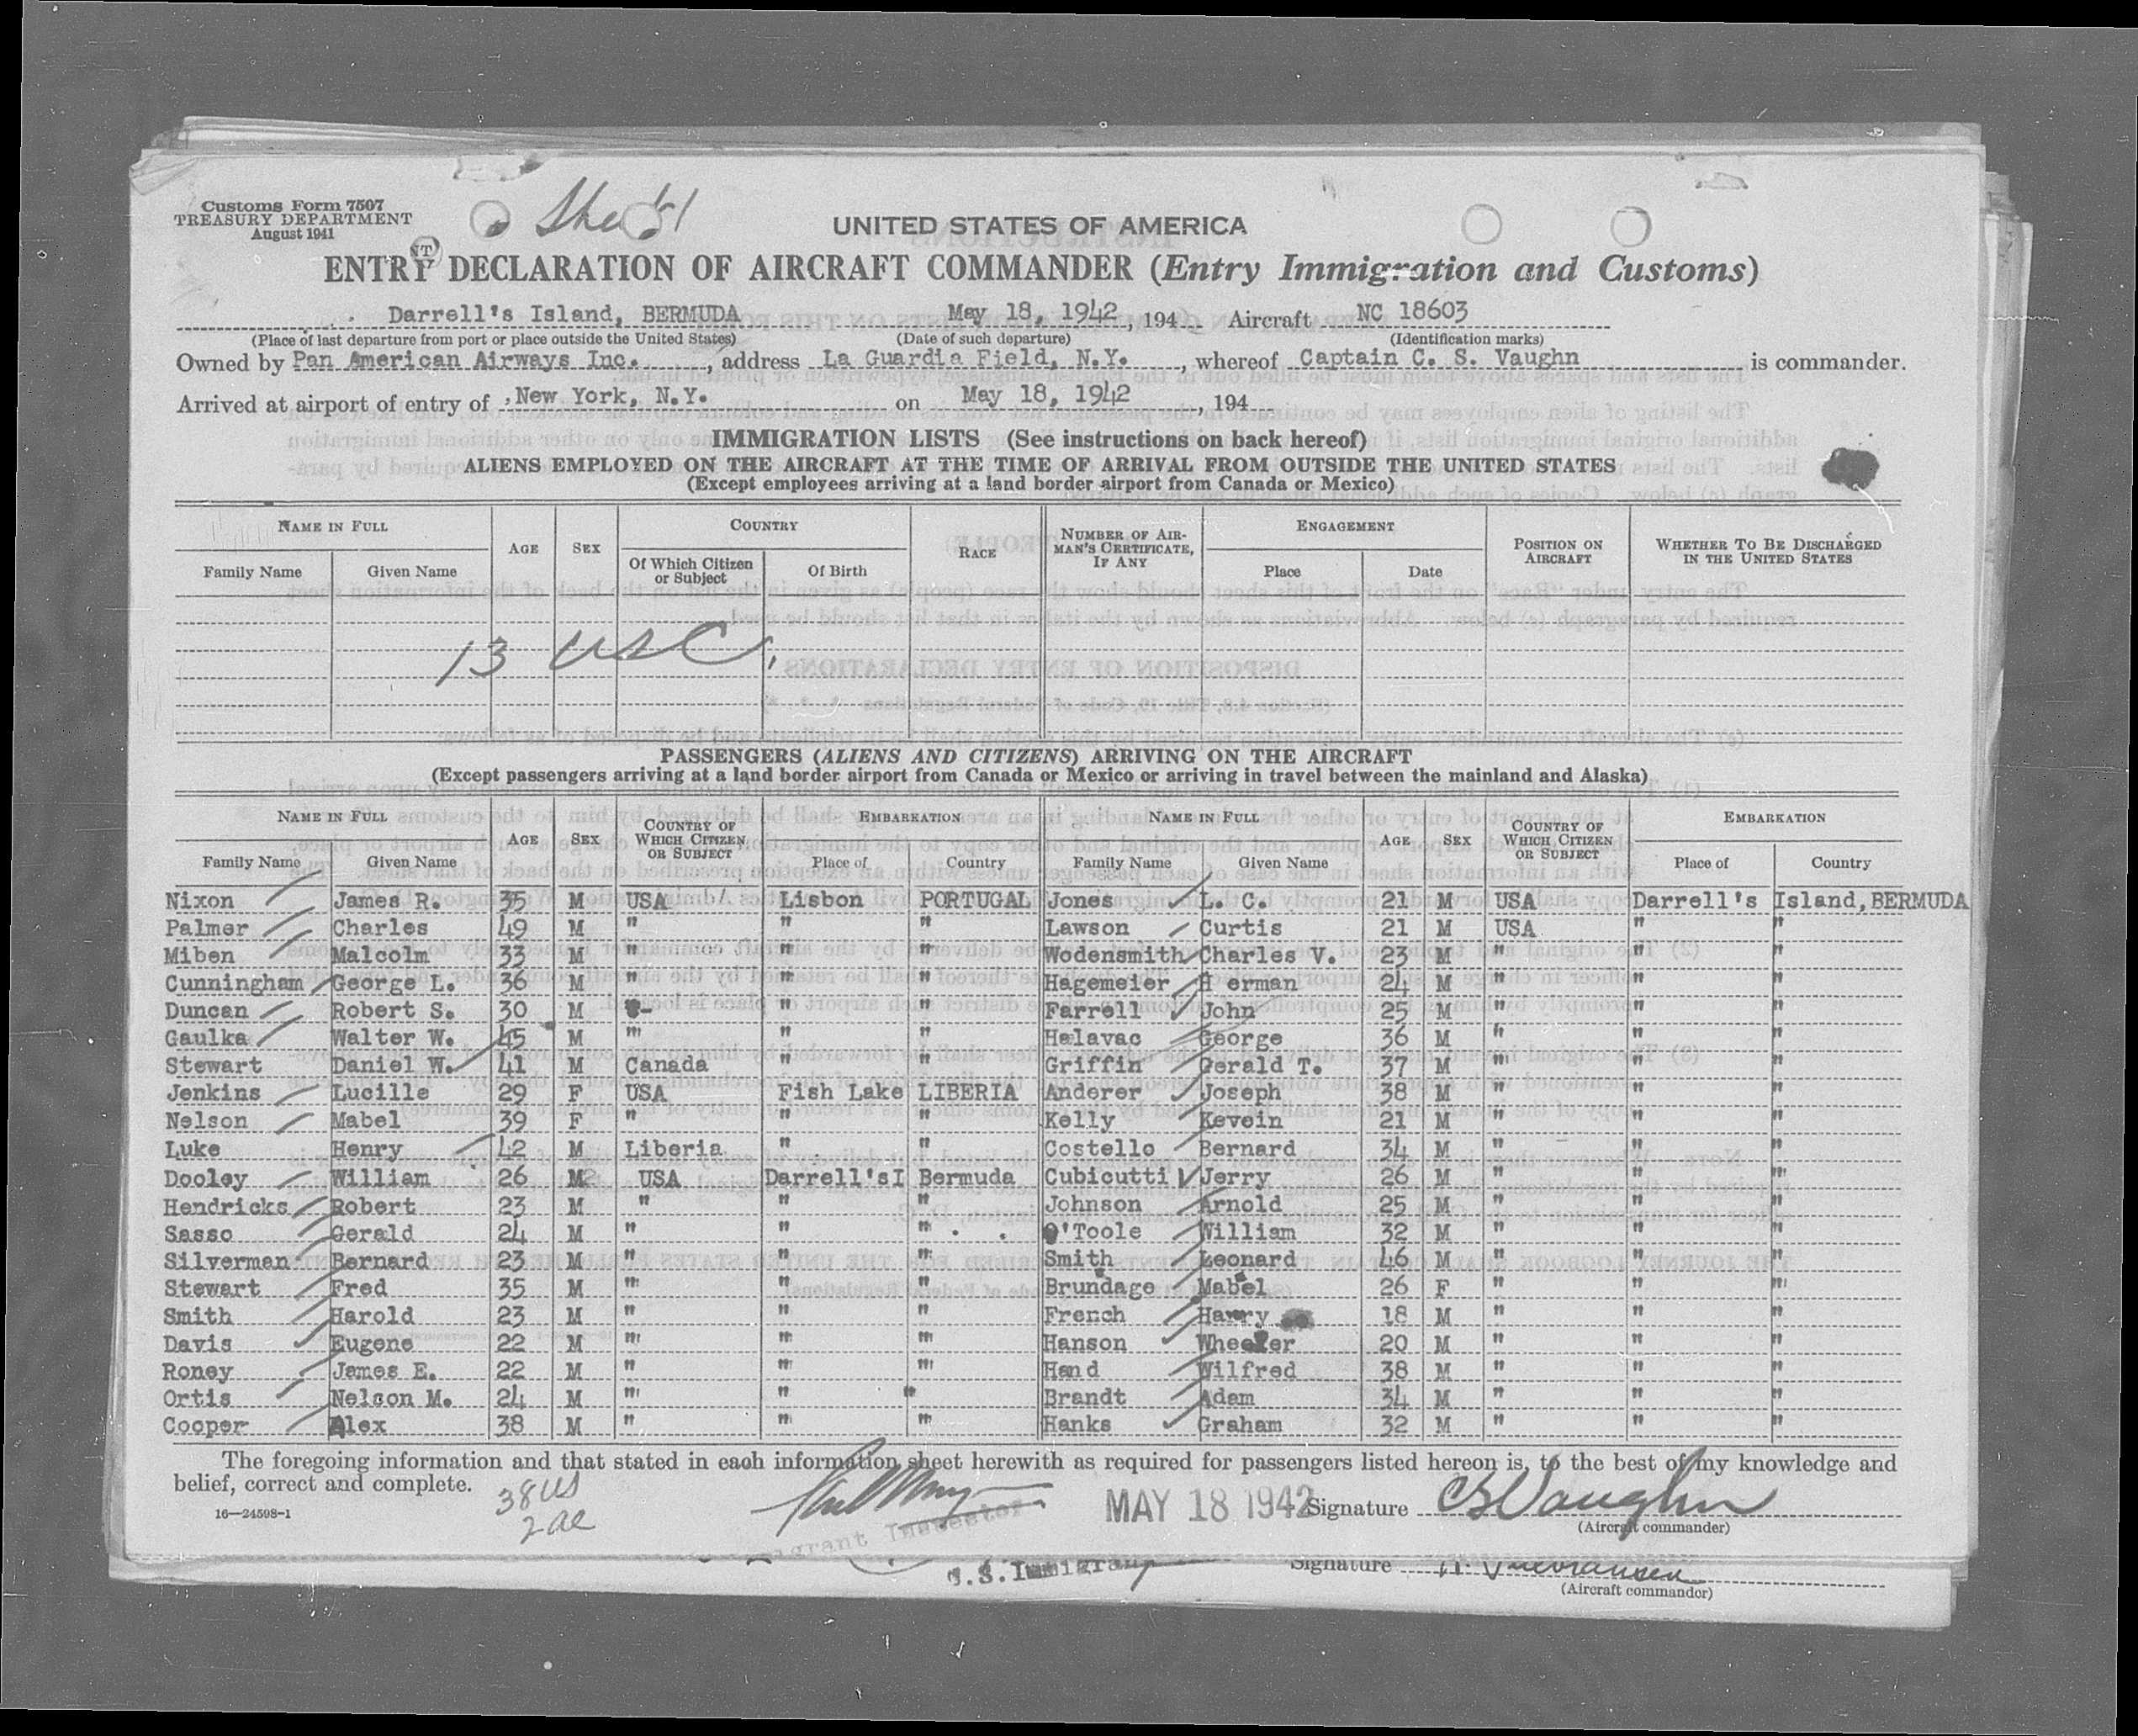 Customs Form 7507
TREASURY DEPARTMENT
August 1941
UNITED STATES OF AMERICA
ENTRY DECLARATION OF AIRCRAFT COMMANDER (Entry Immigration and Customs)
Darrell's Island, BERMUDA May 18, 1942, 194 Aircraft NC 18603
(Place of last departure from port or place outside the United States) (Date of such departure) (Identification marks)
Owned by Pan American Airways Inc., address La Guardia Field, N.Y., whereof Captain C. S. Vaughn is commander.
Arrived at airport of entry of New York, N.Y. on May 18, 1942, 194
IMMIGRATION LISTS (See instructions on back hereof)
ALIENS EMPLOYED ON THE AIRCRAFT AT THE TIME OF ARRIVAL FROM OUTSIDE THE UNITED STATES
(Except employees arriving at a land border airport from Canada or Mexico)
NAME IN FULL AGE SEX COUNTRY RACE NUMBER OF AIRMAN'S CERTIFICATE, IF ANY ENGAGEMENT POSITION ON AIRCRAFT WHETHER TO BE DISCHARGED IN THE UNITED STATES
Family Name Given Name Of Which Citizen or Subject Of Birth Place Date
13 USC
PASSENGERS (ALIENS AND CITIZENS) ARRIVING ON THE AIRCRAFT
(Except passengers arriving at a land border airport from Canada or Mexico or arriving in travel between the mainland and Alaska)
NAME IN FULL AGE SEX COUNTRY OF WHICH CITIZEN OR SUBJECT EMBARKATION NAME IN FULL AGE SEX COUNTRY OF WHICH CITIZEN OR SUBJECT EMBARKATION
Family Name Given Name Place of Country Family Name Given Name Place of Country
Nixon James R. 35 M USA Lisbon PORTUGAL Jones L. C. 21 M USA Darrell's Island, BERMUDA
Palmer Charles 49 M " " " Lawson Curtis 21 M USA " "
Miben Malcolm 33 M " " " Wodensmith Charles V. 23 M " " "
Cunningham George L. 36 M " " " Hagemeier H erman 24 M " " "
Duncan Robert S. 30 M " " Farrell John 25 M " " "
Gaulka Walter W. 45 M " " " Halavac George 36 M " " "
Stewart Daniel W. 41 M Canada " " Griffin Gerald T. 37 M " " "
Jenkins Lucille 29 F USA Fish Lake LIBERIA Anderer Joseph 38 M " " "
Nelson Mabel 39 F " " " Kelly Kevein 21 M " " "
Luke Henry 42 M Liberia " " Costello Bernard 34 M " " "
Dooley William 26 M USA Darrell'sI Bermuda Cubicutti Jerry 26 M " " "
Hendricks Robert 23 M " " " Johnson Arnold 25 M " " "
Sasso Gerald 24 M " " " O'Toole William 32 M " " "
Silverman Bernard 23 M " " " Smith Leonard 46 M " " "
Stewart Fred 35 M " " " Brundage Mabel 26 F " " "
Smith Harold 23 M " " " French Harry 18 M " " "
Davis Eugene 22 M " " " Hanson Wheeler 20 M " " "
Roney James E. 22 M " " " Hand Wilfred 38 M " " "
Ortis Nelson M. 24 M " " " Brandt Adam 34 M " " "
Cooper Alex 38 M " " " Hanks Graham 32 M " " "
The foregoing information and that stated in each information sheet herewith as required for passengers listed hereon is, to the best of my knowledge and
belief, correct and complete.
38 US
2 al
MAY 18 1942 Signature CS Vaughn
16—24598-1
(Aircraft commander)
Immigrant Inspector
Signature
(Aircraft commander)